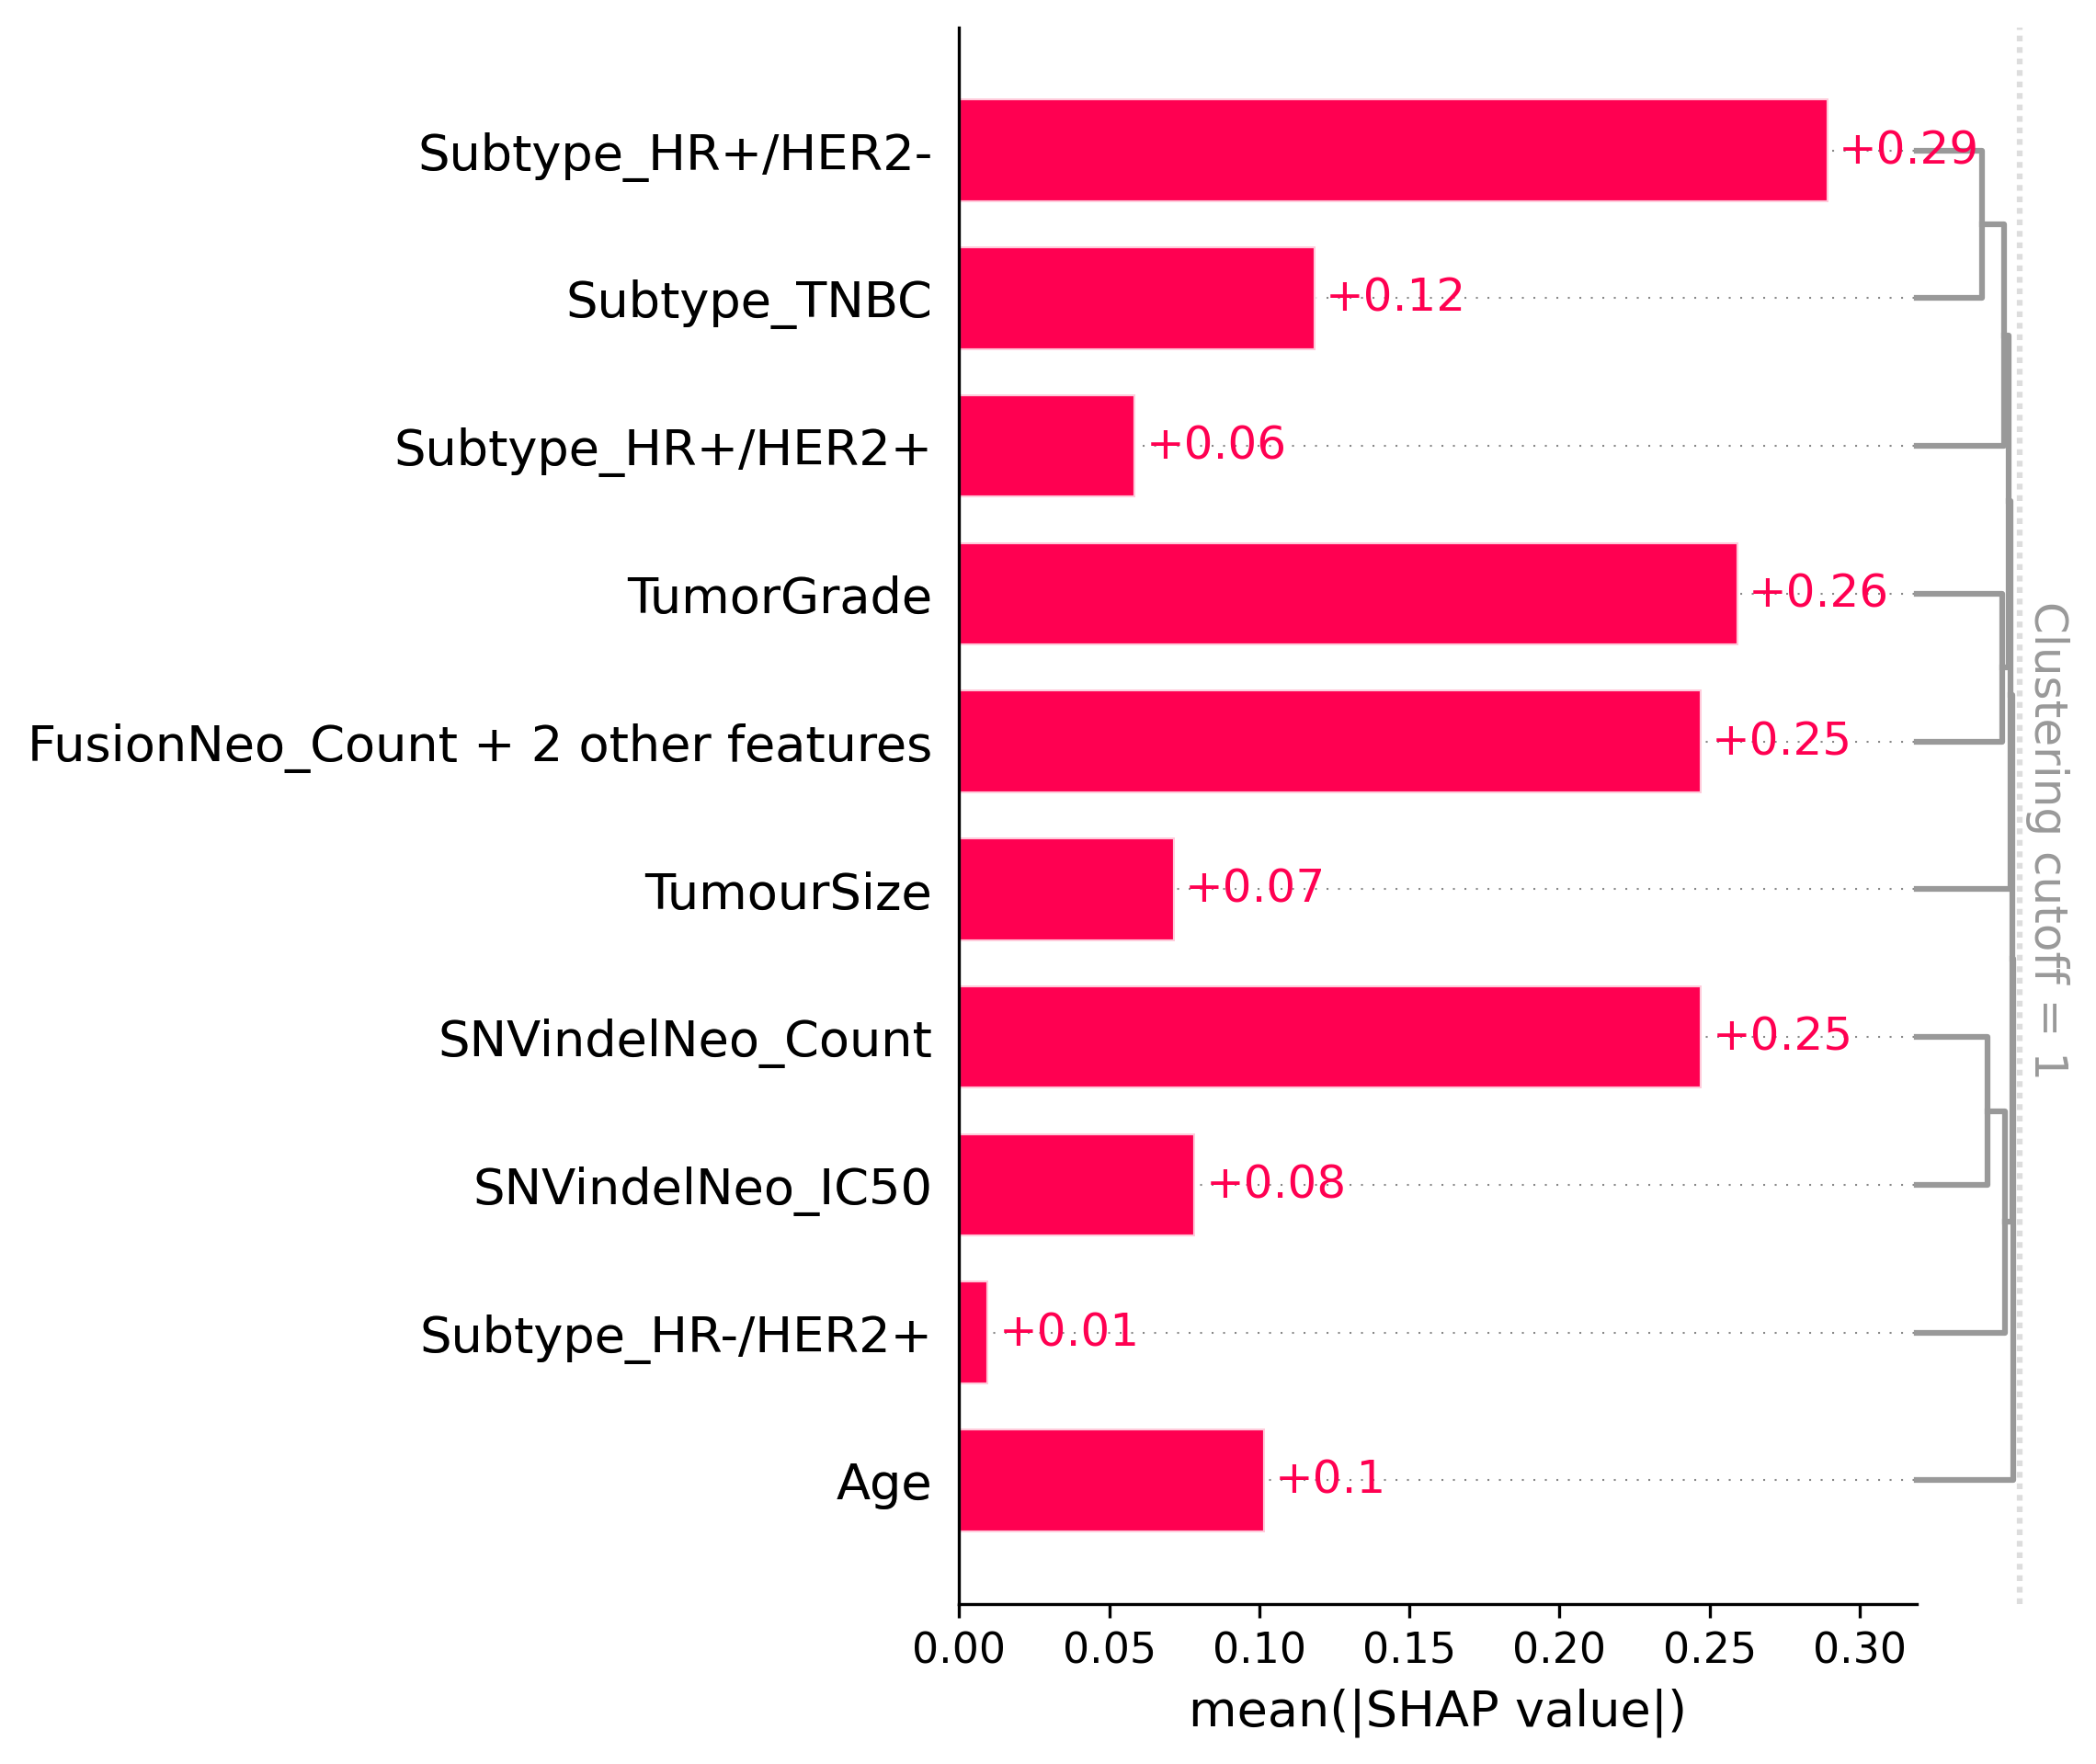 Subtype_HR+/HER2- +0.29
Subtype_TNBC +0.12
Subtype_HR+/HER2+ +0.06
TumorGrade +0.26
FusionNeo_Count + 2 other features +0.25
TumourSize +0.07
SNVindelNeo_Count +0.25
SNVindelNeo_IC50 +0.08
Subtype_HR-/HER2+ +0.01
Age +0.1
0.00 0.05 0.10 0.15 0.20 0.25 0.30
mean(|SHAP value|)
Clustering cutoff = 1